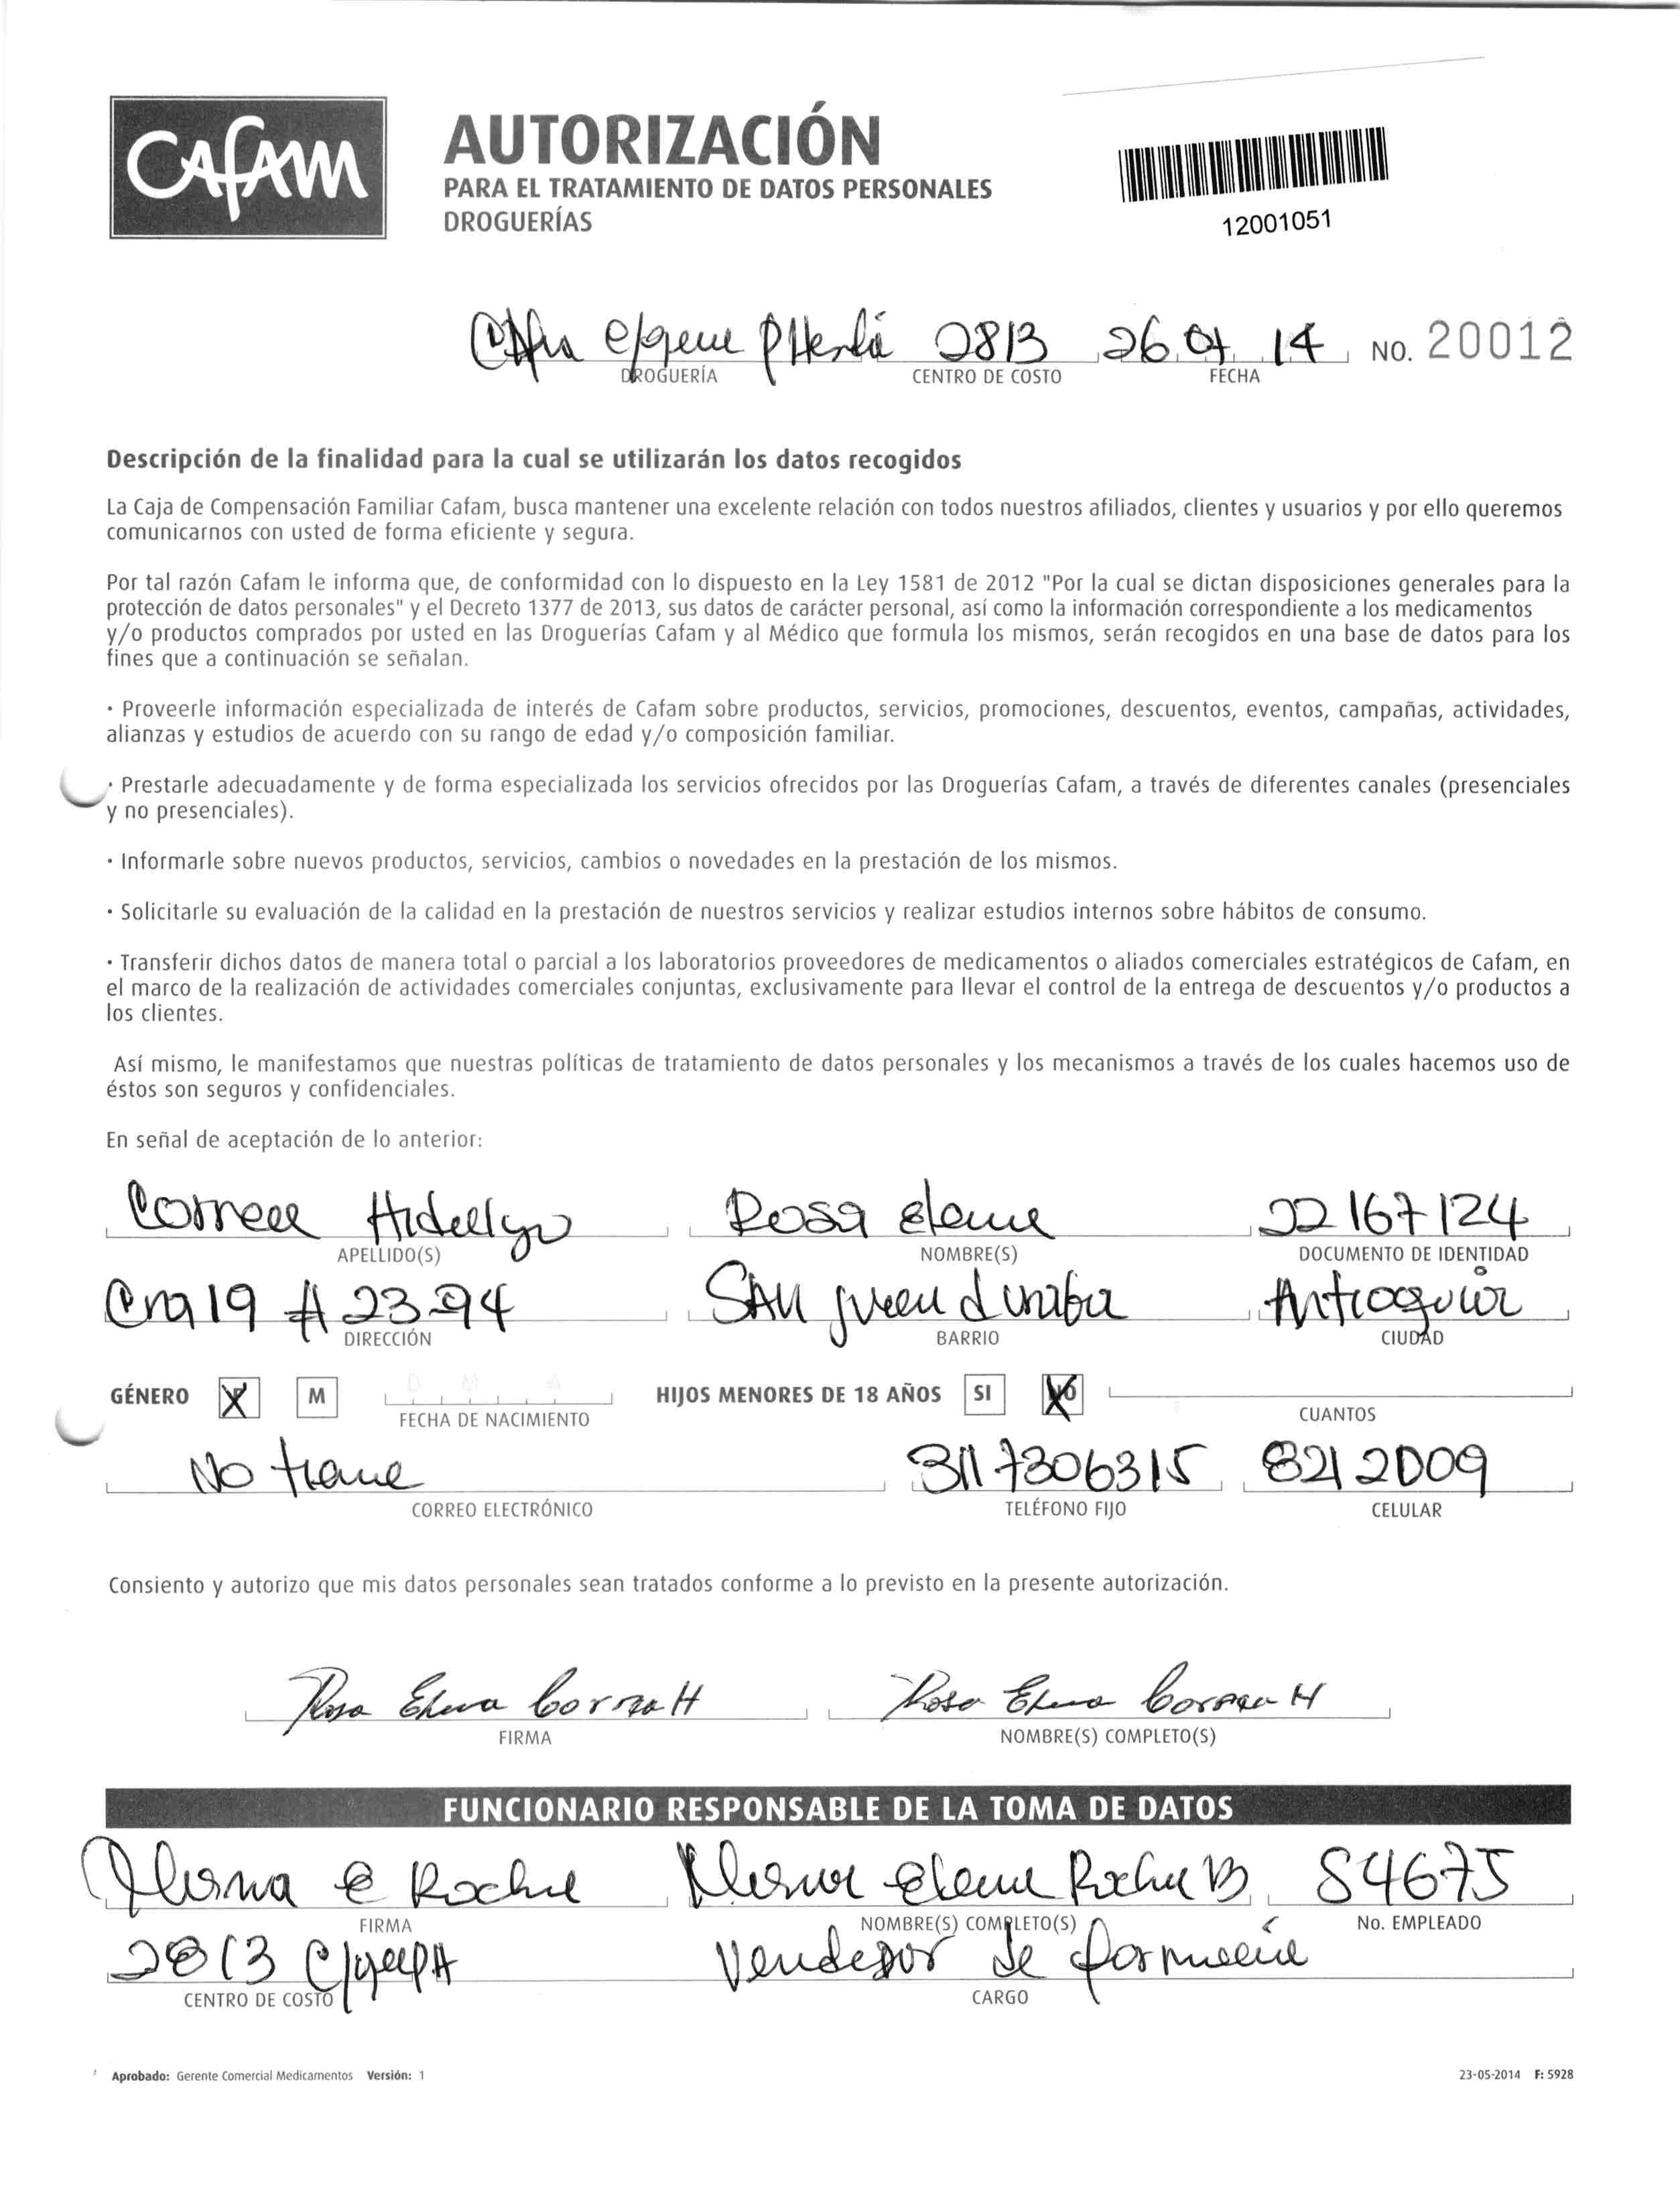 Cafam
AUTORIZACIÓN
PARA EL TRATAMIENTO DE DATOS PERSONALES
DROGUERÍAS
12001051
2813 26 07 14 NO. 20012
DROGUERÍA CENTRO DE COSTO FECHA
Descripción de la finalidad para la cual se utilizarán los datos recogidos
La Caja de Compensación Familiar Cafam, busca mantener una excelente relación con todos nuestros afiliados, clientes y usuarios y por ello queremos
comunicarnos con usted de forma eficiente y segura.
Por tal razón Cafam le informa que, de conformidad con lo dispuesto en la Ley 1581 de 2012 "Por la cual se dictan disposiciones generales para la
protección de datos personales" y el Decreto 1377 de 2013, sus datos de carácter personal, así como la información correspondiente a los medicamentos
y/o productos comprados por usted en las Droguerías Cafam y al Médico que formula los mismos, serán recogidos en una base de datos para los
fines que a continuación se señalan.
· Proveerle información especializada de interés de Cafam sobre productos, servicios, promociones, descuentos, eventos, campañas, actividades,
alianzas y estudios de acuerdo con su rango de edad y/o composición familiar.
· Prestarle adecuadamente y de forma especializada los servicios ofrecidos por las Droguerías Cafam, a través de diferentes canales (presenciales
y no presenciales).
· Informarle sobre nuevos productos, servicios, cambios o novedades en la prestación de los mismos.
· Solicitarle su evaluación de la calidad en la prestación de nuestros servicios y realizar estudios internos sobre hábitos de consumo.
· Transferir dichos datos de manera total o parcial a los laboratorios proveedores de medicamentos o aliados comerciales estratégicos de Cafam, en
el marco de la realización de actividades comerciales conjuntas, exclusivamente para llevar el control de la entrega de descuentos y/o productos a
los clientes.
Así mismo, le manifestamos que nuestras políticas de tratamiento de datos personales y los mecanismos a través de los cuales hacemos uso de
éstos son seguros y confidenciales.
En señal de aceptación de lo anterior:
Correa Hidalgo Rosa elena 22167124
APELLIDO(S) NOMBRE(S) DOCUMENTO DE IDENTIDAD
Cra 19 # 23-94 SAN juan d uraba Antioquia
DIRECCIÓN BARRIO CIUDAD
GÉNERO X M HIJOS MENORES DE 18 AÑOS SI NO
FECHA DE NACIMIENTO CUANTOS
No tiene 3117306315 821 2009
CORREO ELECTRÓNICO TELÉFONO FIJO CELULAR
Consiento y autorizo que mis datos personales sean tratados conforme a lo previsto en la presente autorización.
Rosa Elena Correa H Rosa Elena Correa H
FIRMA NOMBRE(S) COMPLETO(S)
FUNCIONARIO RESPONSABLE DE LA TOMA DE DATOS
E Rocha elena Rocha B 84675
FIRMA NOMBRE(S) COMPLETO(S) No. EMPLEADO
2813 Vendedor de farmacia
CENTRO DE COSTO CARGO
Aprobado: Gerente Comercial Medicamentos Versión: 1 23-05-2014 F: 5928